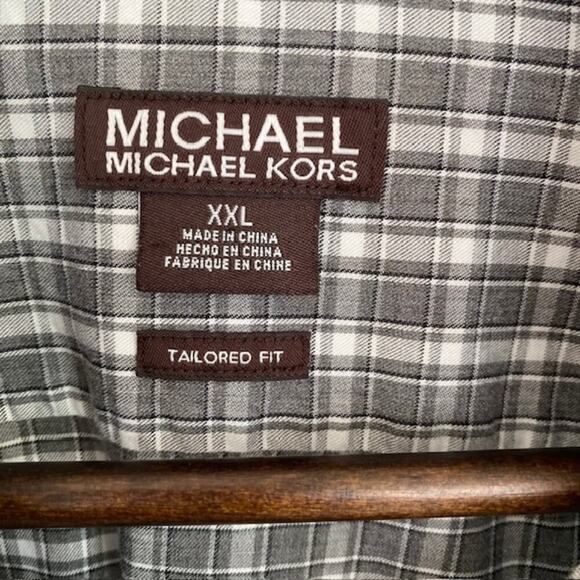 MICHAEL
MICHAEL KORS
XXL
MADE IN CHINA
HECHO EN CHINA
FABRIQUE EN CHINE
TAILORED FIT